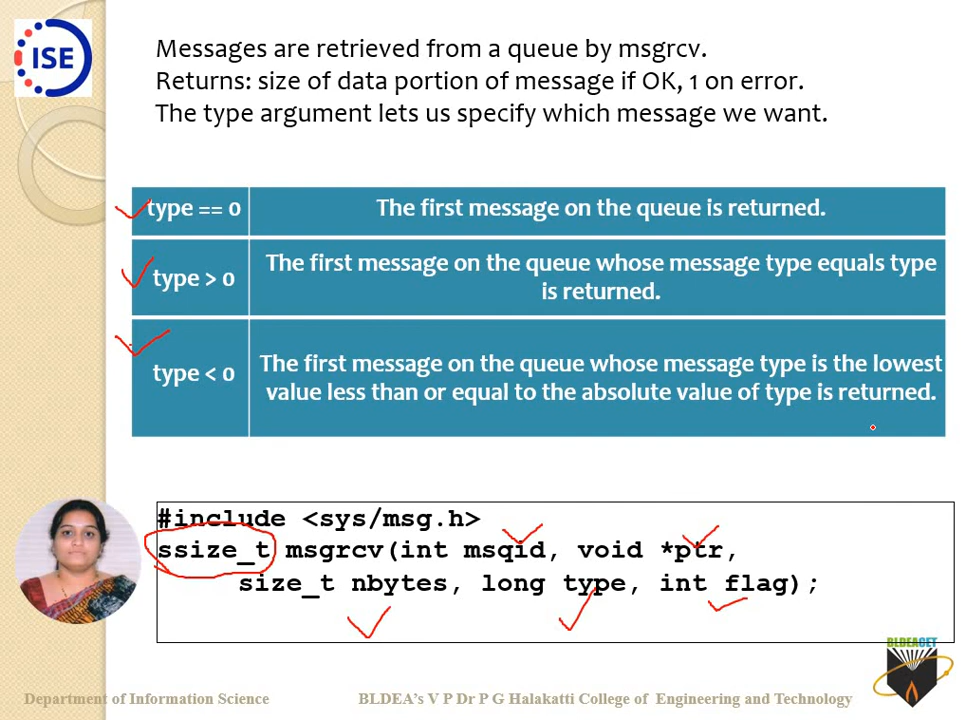 ISE
Messages are retrieved from a queue by msgrcv.
Returns: size of data portion of message if OK, 1 on error.
The type argument lets us specify which message we want.
type == 0
The first message on the queue is returned.
type > 0
The first message on the queue whose message type equals type
is returned.
type < 0
The first message on the queue whose message type is the lowest
value less than or equal to the absolute value of type is returned.
#include <sys/msg.h>
ssize_t msgrcv(int msqid, void *ptr,
size_t nbytes, long type, int flag);
BLDEACET
Department of Information Science
BLDEA's V P Dr P G Halakatti College of Engineering and Technology